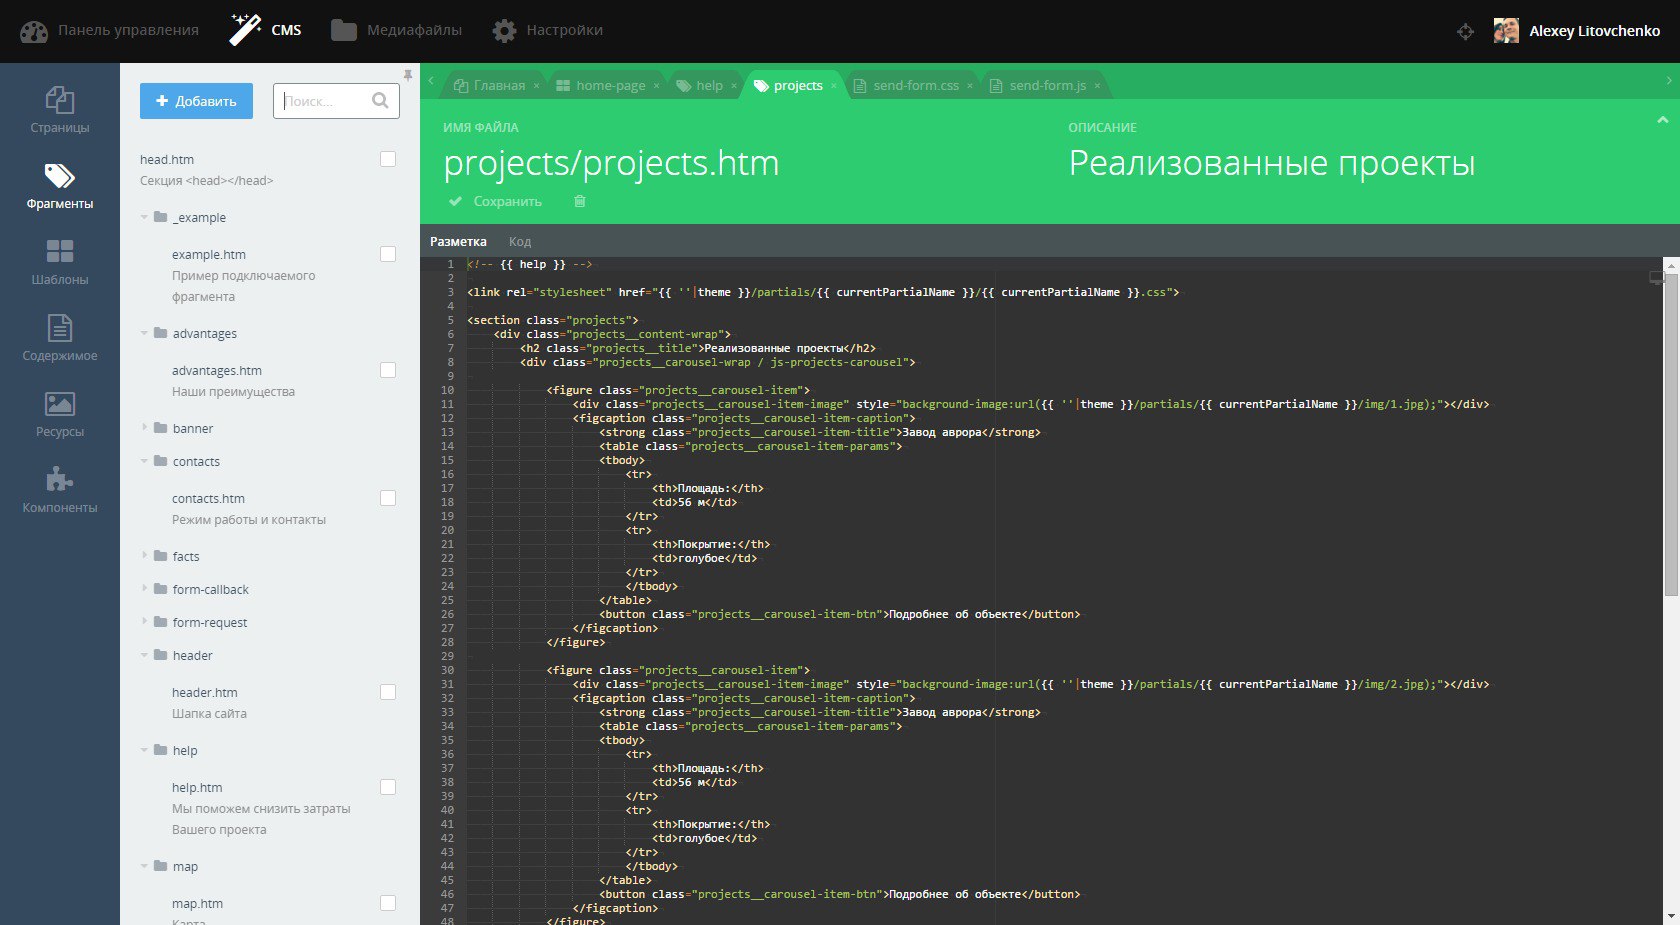 Панель управления
CMS
Медиафайлы
Настройки
Alexey Litovchenko
Страницы
Фрагменты
Шаблоны
Содержимое
Ресурсы
Компоненты
Добавить
Поиск...
head.htm
Секция <head></head>
_example
example.htm
Пример подключаемого
фрагмента
advantages
advantages.htm
Наши преимущества
banner
contacts
contacts.htm
Режим работы и контакты
facts
form-callback
form-request
header
header.htm
Шапка сайта
help
help.htm
Мы поможем снизить затраты
Вашего проекта
map
map.htm
Карта
Главная ×
home-page ×
help ×
projects ×
send-form.css ×
send-form.js ×
ИМЯ ФАЙЛА
projects/projects.htm
ОПИСАНИЕ
Реализованные проекты
Сохранить
Разметка Код
1 <!-- {{ help }} -->
2
3 <link rel="stylesheet" href="{{ ''|theme }}/partials/{{ currentPartialName }}/{{ currentPartialName }}.css">
4
5 <section class="projects">
6 <div class="projects__content-wrap">
7 <h2 class="projects__title">Реализованные проекты</h2>
8 <div class="projects__carousel-wrap / js-projects-carousel">
9
10 <figure class="projects__carousel-item">
11 <div class="projects__carousel-item-image" style="background-image:url({{ ''|theme }}/partials/{{ currentPartialName }}/img/1.jpg);"></div>
12 <figcaption class="projects__carousel-item-caption">
13 <strong class="projects__carousel-item-title">Завод аврора</strong>
14 <table class="projects__carousel-item-params">
15 <tbody>
16 <tr>
17 <th>Площадь:</th>
18 <td>56 м</td>
19 </tr>
20 <tr>
21 <th>Покрытие:</th>
22 <td>голубое</td>
23 </tr>
24 </tbody>
25 </table>
26 <button class="projects__carousel-item-btn">Подробнее об объекте</button>
27 </figcaption>
28 </figure>
29
30 <figure class="projects__carousel-item">
31 <div class="projects__carousel-item-image" style="background-image:url({{ ''|theme }}/partials/{{ currentPartialName }}/img/2.jpg);"></div>
32 <figcaption class="projects__carousel-item-caption">
33 <strong class="projects__carousel-item-title">Завод аврора</strong>
34 <table class="projects__carousel-item-params">
35 <tbody>
36 <tr>
37 <th>Площадь:</th>
38 <td>56 м</td>
39 </tr>
40 <tr>
41 <th>Покрытие:</th>
42 <td>голубое</td>
43 </tr>
44 </tbody>
45 </table>
46 <button class="projects__carousel-item-btn">Подробнее об объекте</button>
47 </figcaption>
48 </figure>